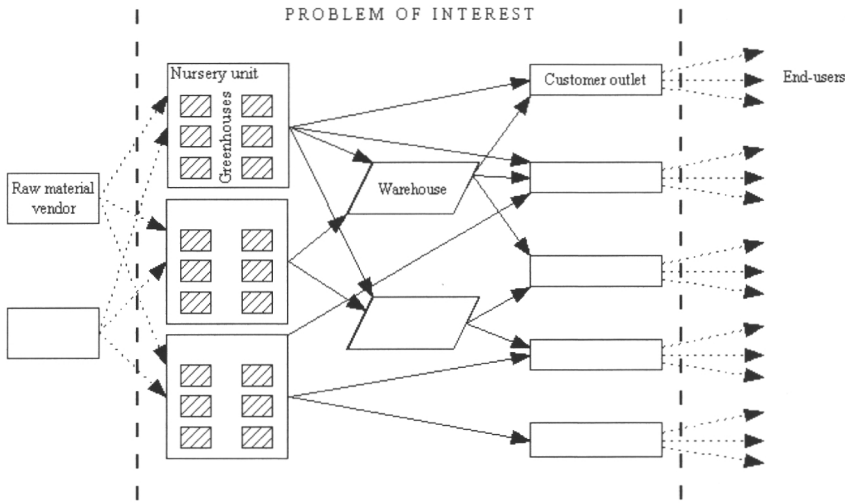 PROBLEM OF INTEREST
Nursery unit
Greenhouses
Customer outlet
End-users
Raw material
vendor
Warehouse